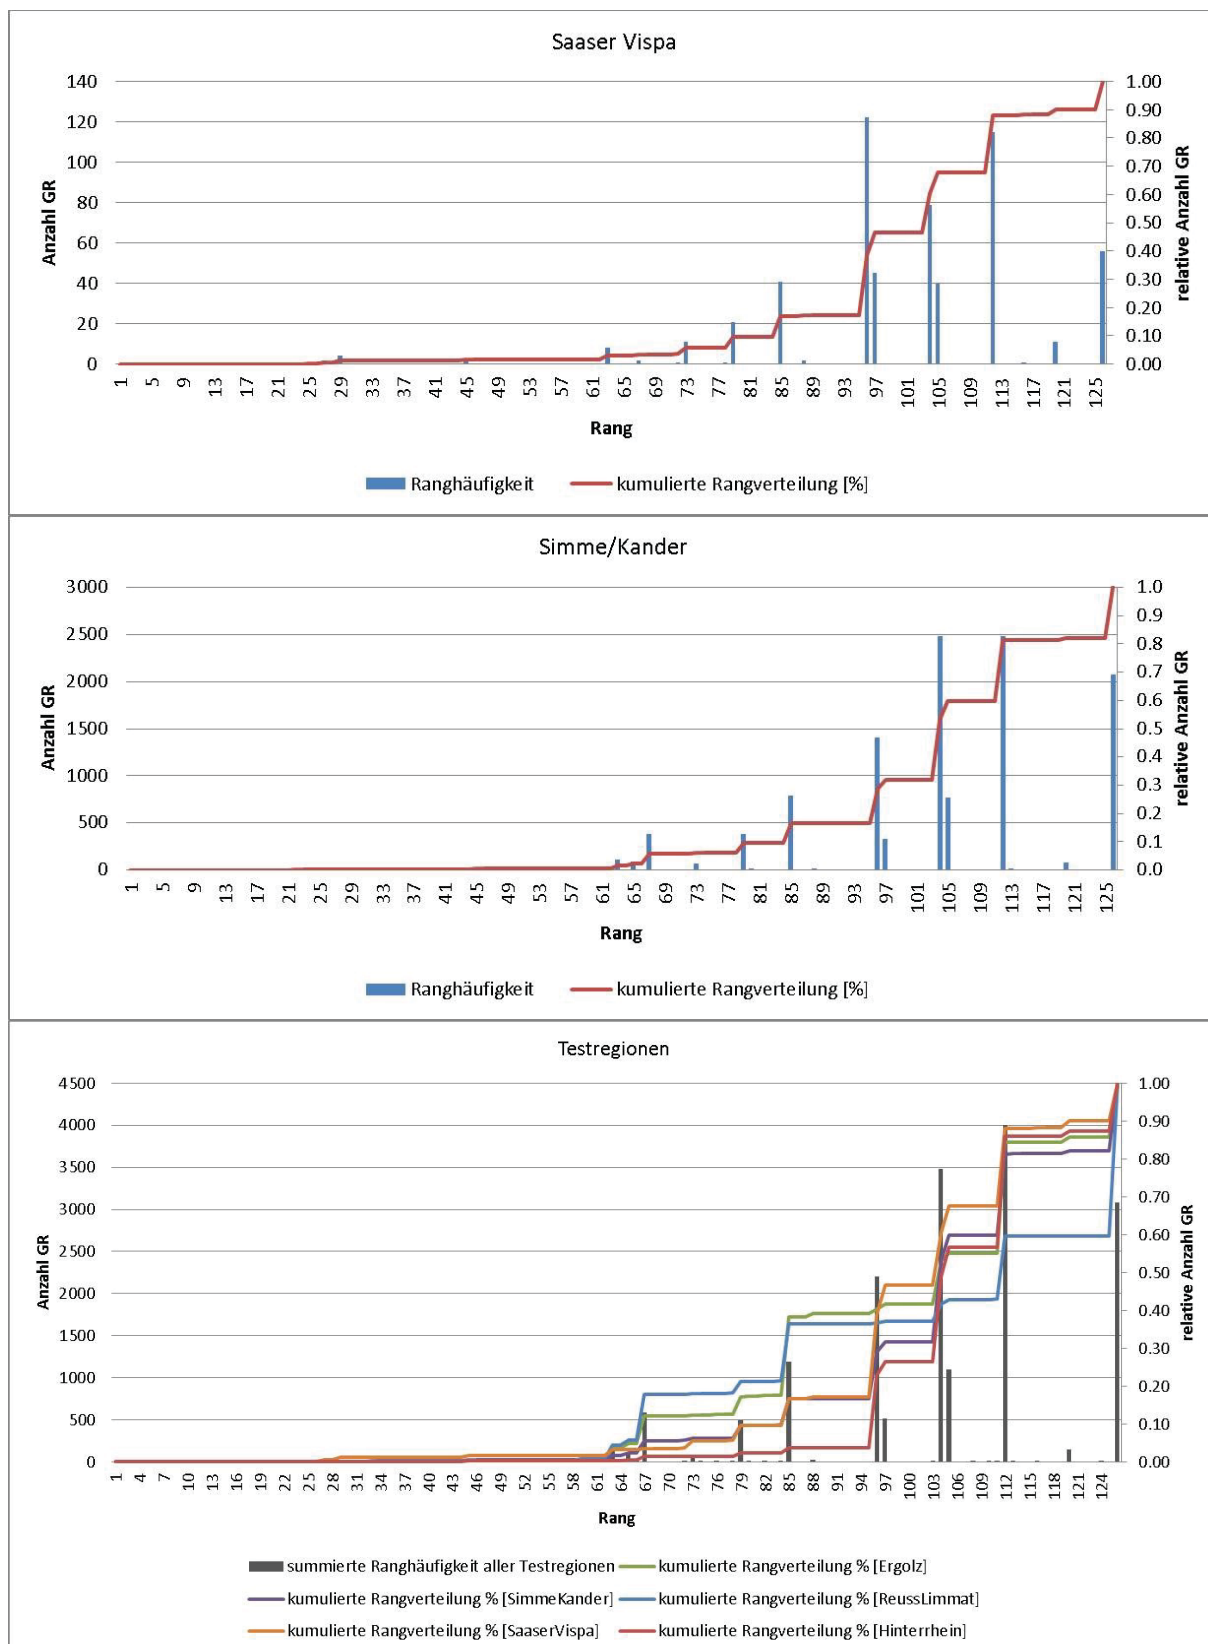 Saaser Vispa
140 120 100 80 60 40 20 0
Anzahl GR
1.00 0.90 0.80 0.70 0.60 0.50 0.40 0.30 0.20 0.10 0.00
relative Anzahl GR
1 5 9 13 17 21 25 29 33 37 41 45 49 53 57 61 65 69 73 77 81 85 89 93 97 101 105 109 113 117 121 125
Rang
Ranghäufigkeit kumulierte Rangverteilung [%]
Simme/Kander
3000 2500 2000 1500 1000 500 0
Anzahl GR
1.0 0.9 0.8 0.7 0.6 0.5 0.4 0.3 0.2 0.1 0.0
relative Anzahl GR
1 5 9 13 17 21 25 29 33 37 41 45 49 53 57 61 65 69 73 77 81 85 89 93 97 101 105 109 113 117 121 125
Rang
Ranghäufigkeit kumulierte Rangverteilung [%]
Testregionen
4500 4000 3500 3000 2500 2000 1500 1000 500 0
Anzahl GR
1.00 0.90 0.80 0.70 0.60 0.50 0.40 0.30 0.20 0.10 0.00
relative Anzahl GR
1 4 7 10 13 16 19 22 25 28 31 34 37 40 43 46 49 52 55 58 61 64 67 70 73 76 79 82 85 88 91 94 97 100 103 106 109 112 115 118 121 124
Rang
summierte Ranghäufigkeit aller Testregionen kumulierte Rangverteilung % [Ergolz]
kumulierte Rangverteilung % [SimmeKander] kumulierte Rangverteilung % [ReussLimmat]
kumulierte Rangverteilung % [SaaserVispa] kumulierte Rangverteilung % [Hinterrhein]